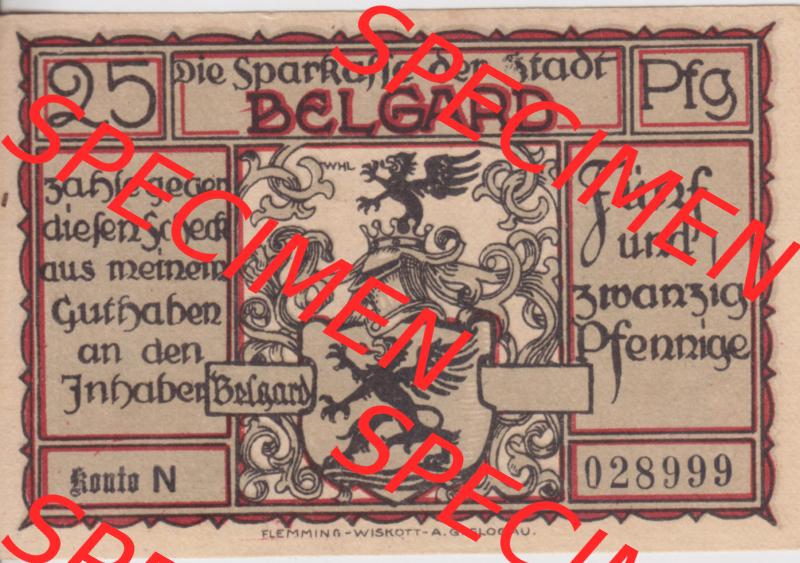 25
Die Sparkasse der Stadt
BELGARD
Pfg
zahle gegen
diesen Scheck
aus meinem
Guthaben
an den
Inhaber
WHL
Belgard
Fünf
und
zwanzig
Pfennige
Konto N
028999
FLEMMING-WISKOTT-A.G.GLOGAU.
SPECIMEN
SPECIMEN
SPECIMEN
SPECIMEN